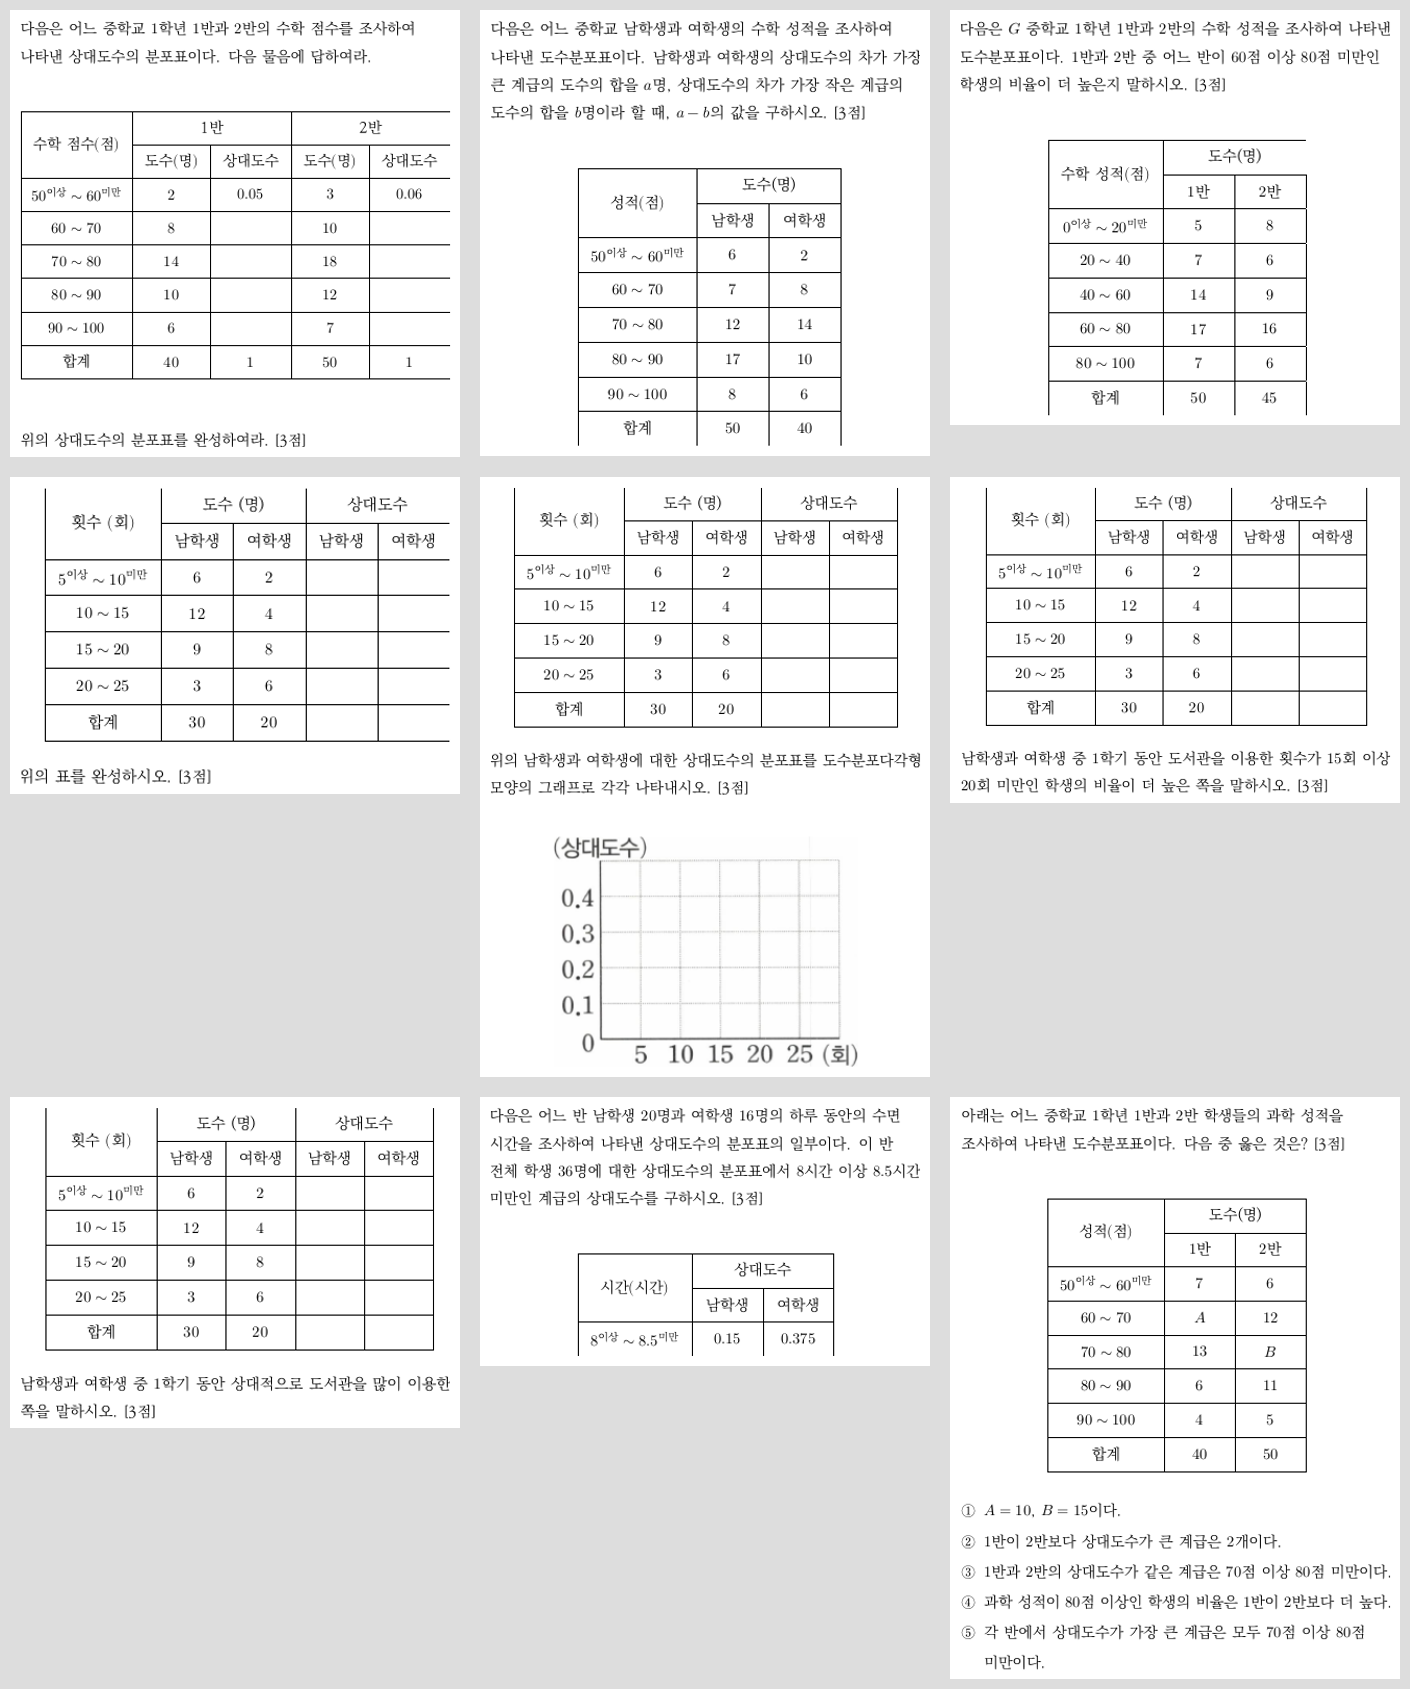 다음은 어느 중학교 1학년 1반과 2반의 수학 점수를 조사하여
나타낸 상대도수의 분포표이다. 다음 물음에 답하여라.
수학 점수(점) 1반 2반
도수(명) 상대도수 도수(명) 상대도수
50이상 ~ 60미만 2 0.05 3 0.06
60 ~ 70 8 10
70 ~ 80 14 18
80 ~ 90 10 12
90 ~ 100 6 7
합계 40 1 50 1
위의 상대도수의 분포표를 완성하여라. [3점]
다음은 어느 중학교 남학생과 여학생의 수학 성적을 조사하여
나타낸 도수분포표이다. 남학생과 여학생의 상대도수의 차가 가장
큰 계급의 도수의 합을 a명, 상대도수의 차가 가장 작은 계급의
도수의 합을 b명이라 할 때, a − b의 값을 구하시오. [3점]
성적(점) 도수(명)
남학생 여학생
50이상 ~ 60미만 6 2
60 ~ 70 7 8
70 ~ 80 12 14
80 ~ 90 17 10
90 ~ 100 8 6
합계 50 40
다음은 G 중학교 1학년 1반과 2반의 수학 성적을 조사하여 나타낸
도수분포표이다. 1반과 2반 중 어느 반이 60점 이상 80점 미만인
학생의 비율이 더 높은지 말하시오. [3점]
수학 성적(점) 도수(명)
1반 2반
0이상 ~ 20미만 5 8
20 ~ 40 7 6
40 ~ 60 14 9
60 ~ 80 17 16
80 ~ 100 7 6
합계 50 45
횟수 (회) 도수 (명) 상대도수
남학생 여학생 남학생 여학생
5이상 ~ 10미만 6 2
10 ~ 15 12 4
15 ~ 20 9 8
20 ~ 25 3 6
합계 30 20
위의 표를 완성하시오. [3점]
횟수 (회) 도수 (명) 상대도수
남학생 여학생 남학생 여학생
5이상 ~ 10미만 6 2
10 ~ 15 12 4
15 ~ 20 9 8
20 ~ 25 3 6
합계 30 20
위의 남학생과 여학생에 대한 상대도수의 분포표를 도수분포다각형
모양의 그래프로 각각 나타내시오. [3점]
(상대도수)
0.4
0.3
0.2
0.1
0
5 10 15 20 25 (회)
횟수 (회) 도수 (명) 상대도수
남학생 여학생 남학생 여학생
5이상 ~ 10미만 6 2
10 ~ 15 12 4
15 ~ 20 9 8
20 ~ 25 3 6
합계 30 20
남학생과 여학생 중 1학기 동안 도서관을 이용한 횟수가 15회 이상
20회 미만인 학생의 비율이 더 높은 쪽을 말하시오. [3점]
횟수 (회) 도수 (명) 상대도수
남학생 여학생 남학생 여학생
5이상 ~ 10미만 6 2
10 ~ 15 12 4
15 ~ 20 9 8
20 ~ 25 3 6
합계 30 20
남학생과 여학생 중 1학기 동안 상대적으로 도서관을 많이 이용한
쪽을 말하시오. [3점]
다음은 어느 반 남학생 20명과 여학생 16명의 하루 동안의 수면
시간을 조사하여 나타낸 상대도수의 분포표의 일부이다. 이 반
전체 학생 36명에 대한 상대도수의 분포표에서 8시간 이상 8.5시간
미만인 계급의 상대도수를 구하시오. [3점]
시간(시간) 상대도수
남학생 여학생
8이상 ~ 8.5미만 0.15 0.375
아래는 어느 중학교 1학년 1반과 2반 학생들의 과학 성적을
조사하여 나타낸 도수분포표이다. 다음 중 옳은 것은? [3점]
성적(점) 도수(명)
1반 2반
50이상 ~ 60미만 7 6
60 ~ 70 A 12
70 ~ 80 13 B
80 ~ 90 6 11
90 ~ 100 4 5
합계 40 50
① A = 10, B = 15이다.
② 1반이 2반보다 상대도수가 큰 계급은 2개이다.
③ 1반과 2반의 상대도수가 같은 계급은 70점 이상 80점 미만이다.
④ 과학 성적이 80점 이상인 학생의 비율은 1반이 2반보다 더 높다.
⑤ 각 반에서 상대도수가 가장 큰 계급은 모두 70점 이상 80점
미만이다.